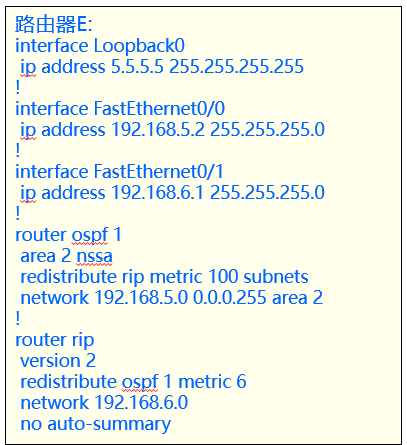 路由器E:
interface Loopback0
 ip address 5.5.5.5 255.255.255.255
!
interface FastEthernet0/0
 ip address 192.168.5.2 255.255.255.0
!
interface FastEthernet0/1
 ip address 192.168.6.1 255.255.255.0
!
router ospf 1
 area 2 nssa
 redistribute rip metric 100 subnets
 network 192.168.5.0 0.0.0.255 area 2
!
router rip
 version 2
 redistribute ospf 1 metric 6
 network 192.168.6.0
 no auto-summary